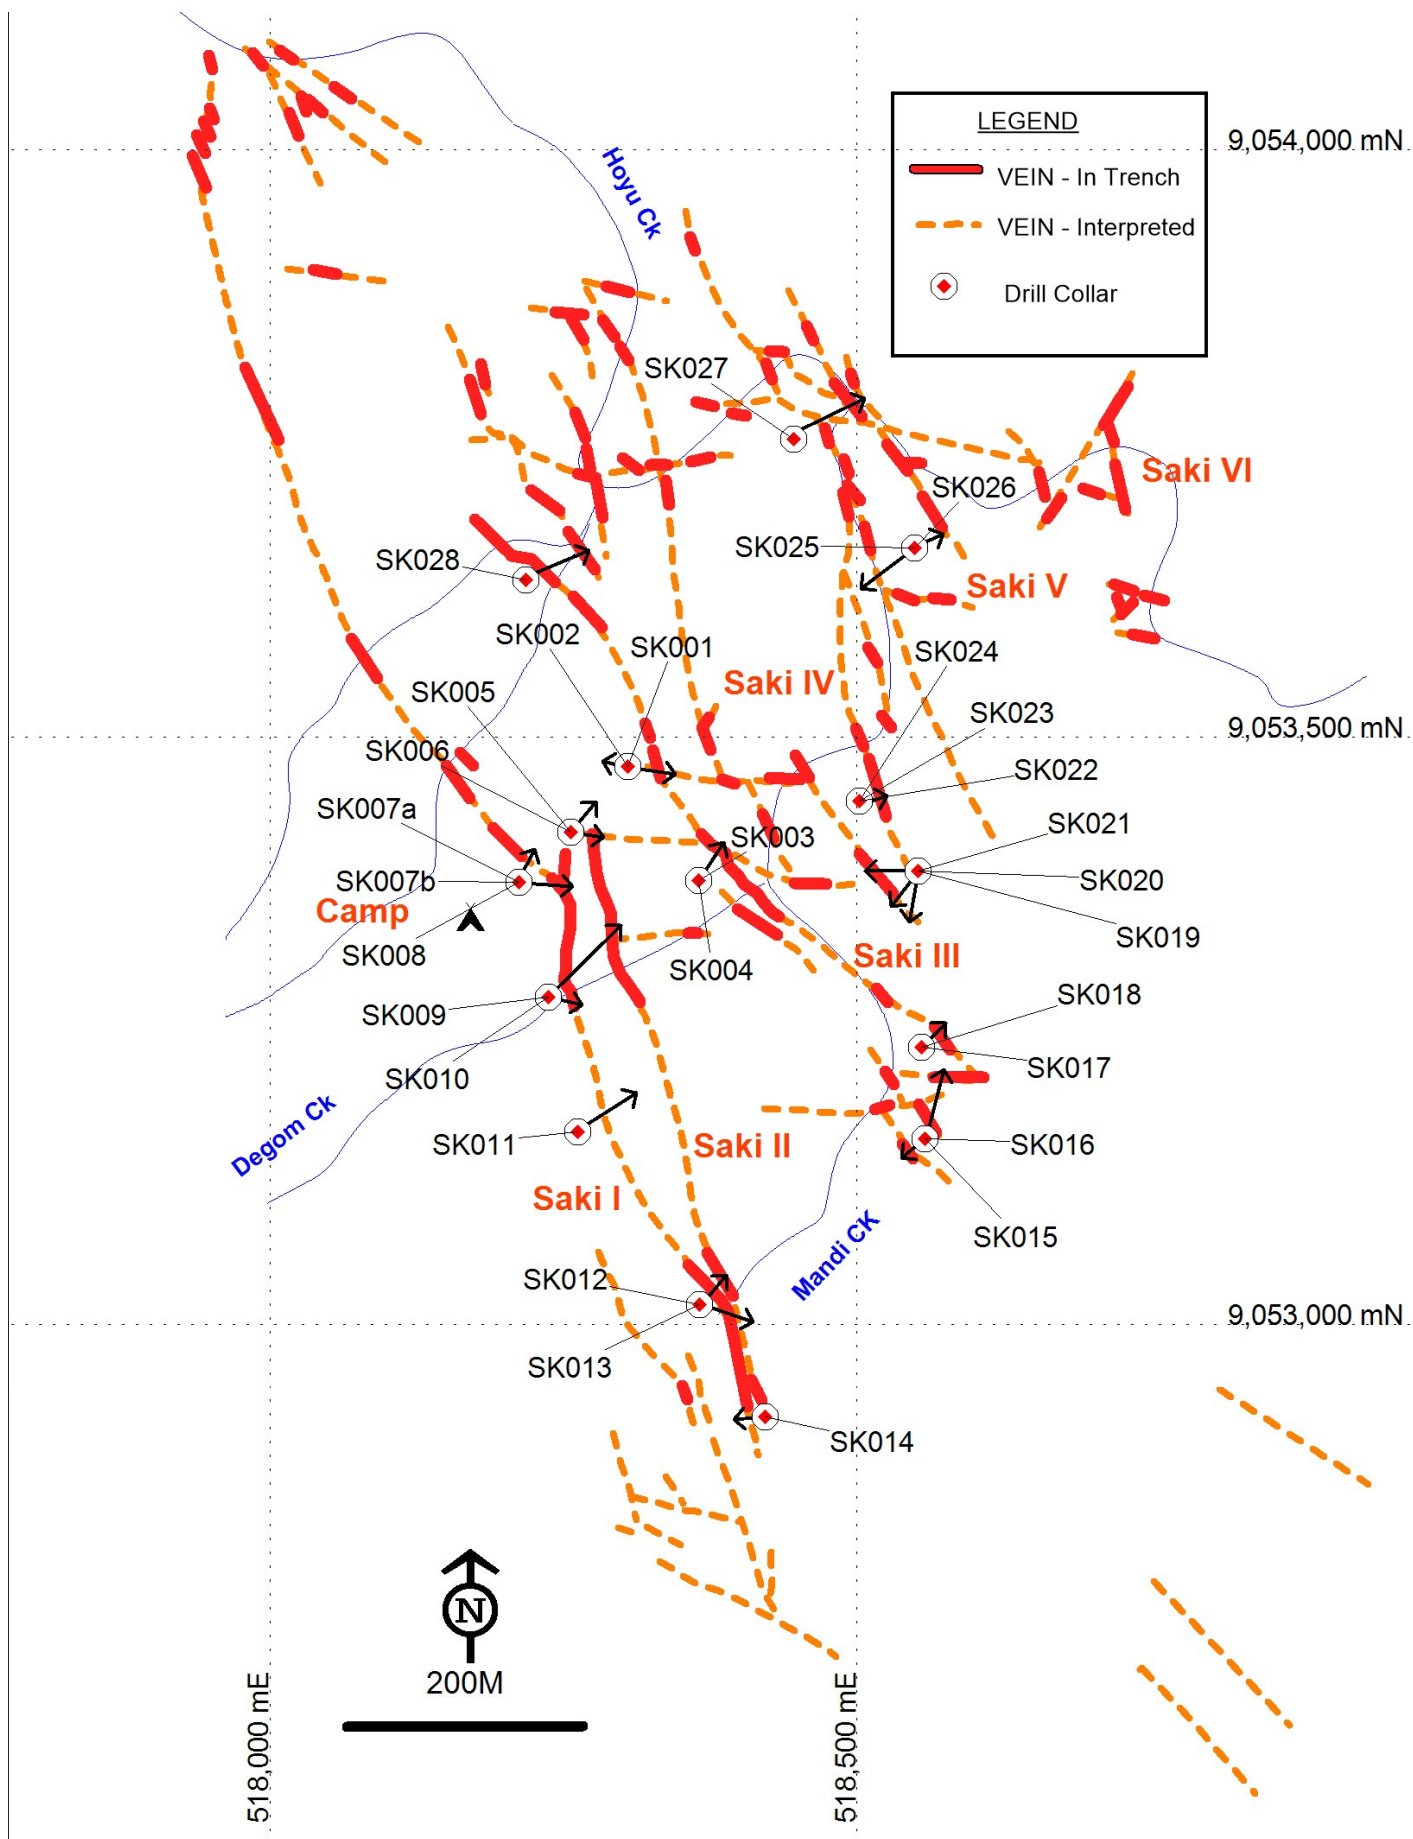 LEGEND
VEIN - In Trench
VEIN - Interpreted
Drill Collar
9,054,000 mN
Hoyu Ck
SK027
Saki VI
SK026
SK025
SK028
Saki V
SK002
SK001
SK024
Saki IV
SK005
SK023
9,053,500 mN
SK006
SK022
SK007a
SK003
SK021
SK007b
SK020
Camp
SK008
SK004
Saki III
SK019
SK018
SK009
SK017
SK010
Degom Ck
SK011
Saki II
SK016
Saki I
SK015
Mandi CK
SK012
9,053,000 mN
SK013
SK014
N
200M
518,000 mE
518,500 mE